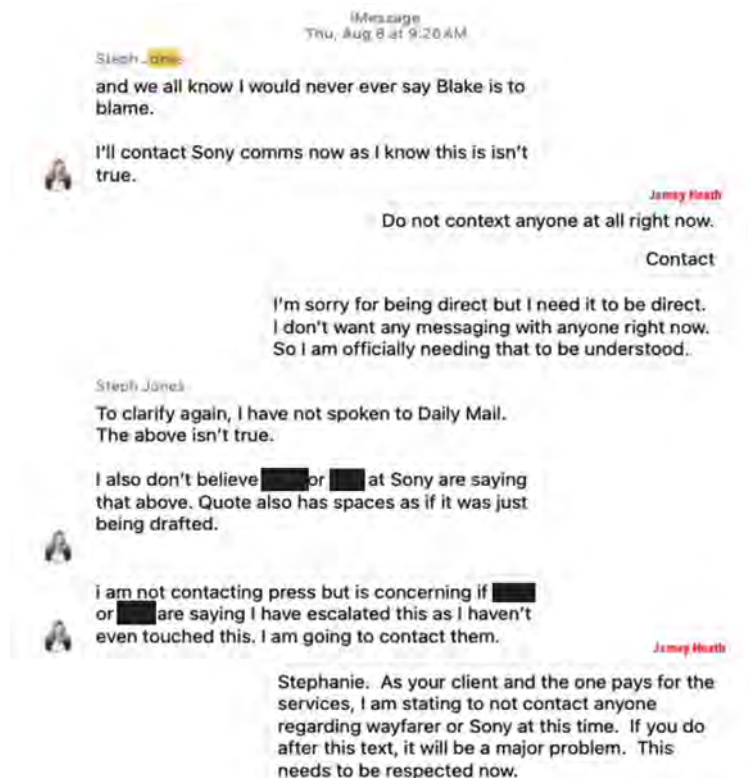 iMessage
Thu, Aug 8 at 9:20 AM
Steph Jones
and we all know I would never ever say Blake is to
blame.
I'll contact Sony comms now as I know this is isn't
true.
Jamey Heath
Do not context anyone at all right now.
Contact
I'm sorry for being direct but I need it to be direct.
I don't want any messaging with anyone right now.
So I am officially needing that to be understood.
Steph Jones
To clarify again, I have not spoken to Daily Mail.
The above isn't true.
I also don't believe or at Sony are saying
that above. Quote also has spaces as if it was just
being drafted.
i am not contacting press but is concerning if
or are saying I have escalated this as I haven't
even touched this. I am going to contact them.
Jamey Heath
Stephanie. As your client and the one pays for the
services, I am stating to not contact anyone
regarding wayfarer or Sony at this time. If you do
after this text, it will be a major problem. This
needs to be respected now.